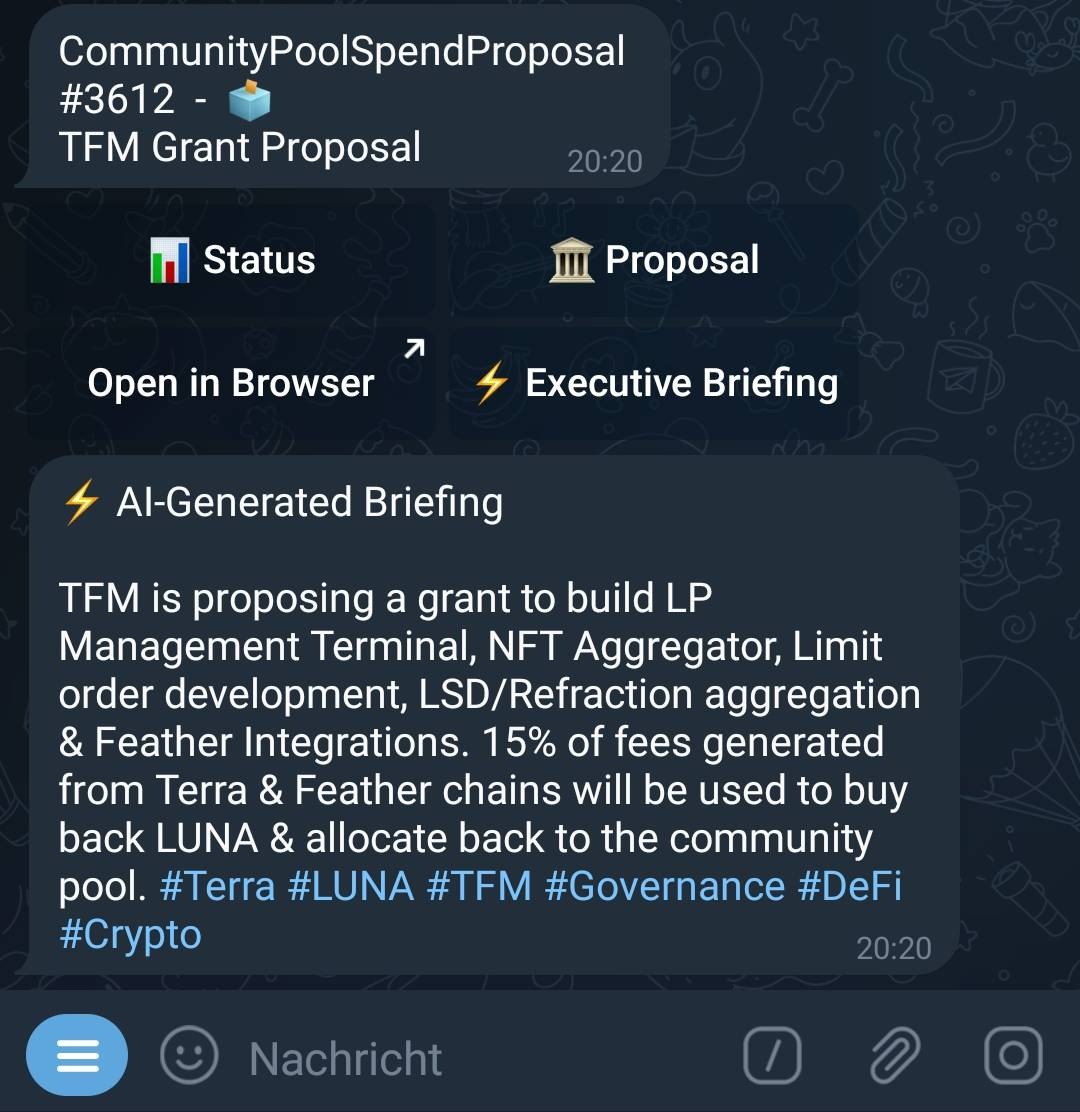 CommunityPoolSpendProposal
#3612 - 🗳️
TFM Grant Proposal
20:20
📊 Status
🏛️ Proposal
Open in Browser
⚡ Executive Briefing
⚡ AI-Generated Briefing
TFM is proposing a grant to build LP
Management Terminal, NFT Aggregator, Limit
order development, LSD/Refraction aggregation
& Feather Integrations. 15% of fees generated
from Terra & Feather chains will be used to buy
back LUNA & allocate back to the community
pool. #Terra #LUNA #TFM #Governance #DeFi
#Crypto
20:20
Nachricht